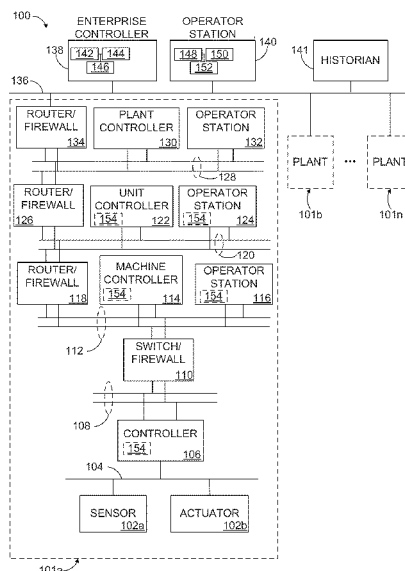 100
ENTERPRISE CONTROLLER
OPERATOR STATION
138
142
144
146
148
150
152
140
141
HISTORIAN
136
ROUTER/ FIREWALL
134
PLANT CONTROLLER
130
OPERATOR STATION
132
128
PLANT
...
PLANT
101b
101n
ROUTER/ FIREWALL
126
UNIT CONTROLLER
154
122
OPERATOR STATION
154
124
120
ROUTER/ FIREWALL
118
MACHINE CONTROLLER
154
114
OPERATOR STATION
154
116
112
SWITCH/ FIREWALL
110
108
CONTROLLER
154
106
104
SENSOR
102a
ACTUATOR
102b
101a